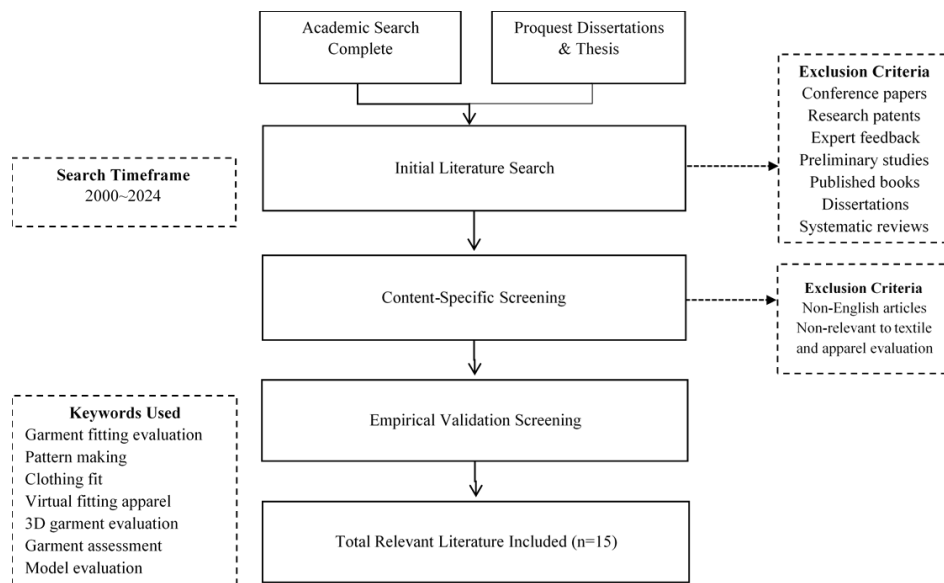 Academic Search
Complete
Proquest Dissertations
& Thesis
Exclusion Criteria
Conference papers
Research patents
Expert feedback
Preliminary studies
Published books
Dissertations
Systematic reviews
Initial Literature Search
Search Timeframe
2000~2024
Content-Specific Screening
Exclusion Criteria
Non-English articles
Non-relevant to textile
and apparel evaluation
Empirical Validation Screening
Keywords Used
Garment fitting evaluation
Pattern making
Clothing fit
Virtual fitting apparel
3D garment evaluation
Garment assessment
Model evaluation
Total Relevant Literature Included (n=15)